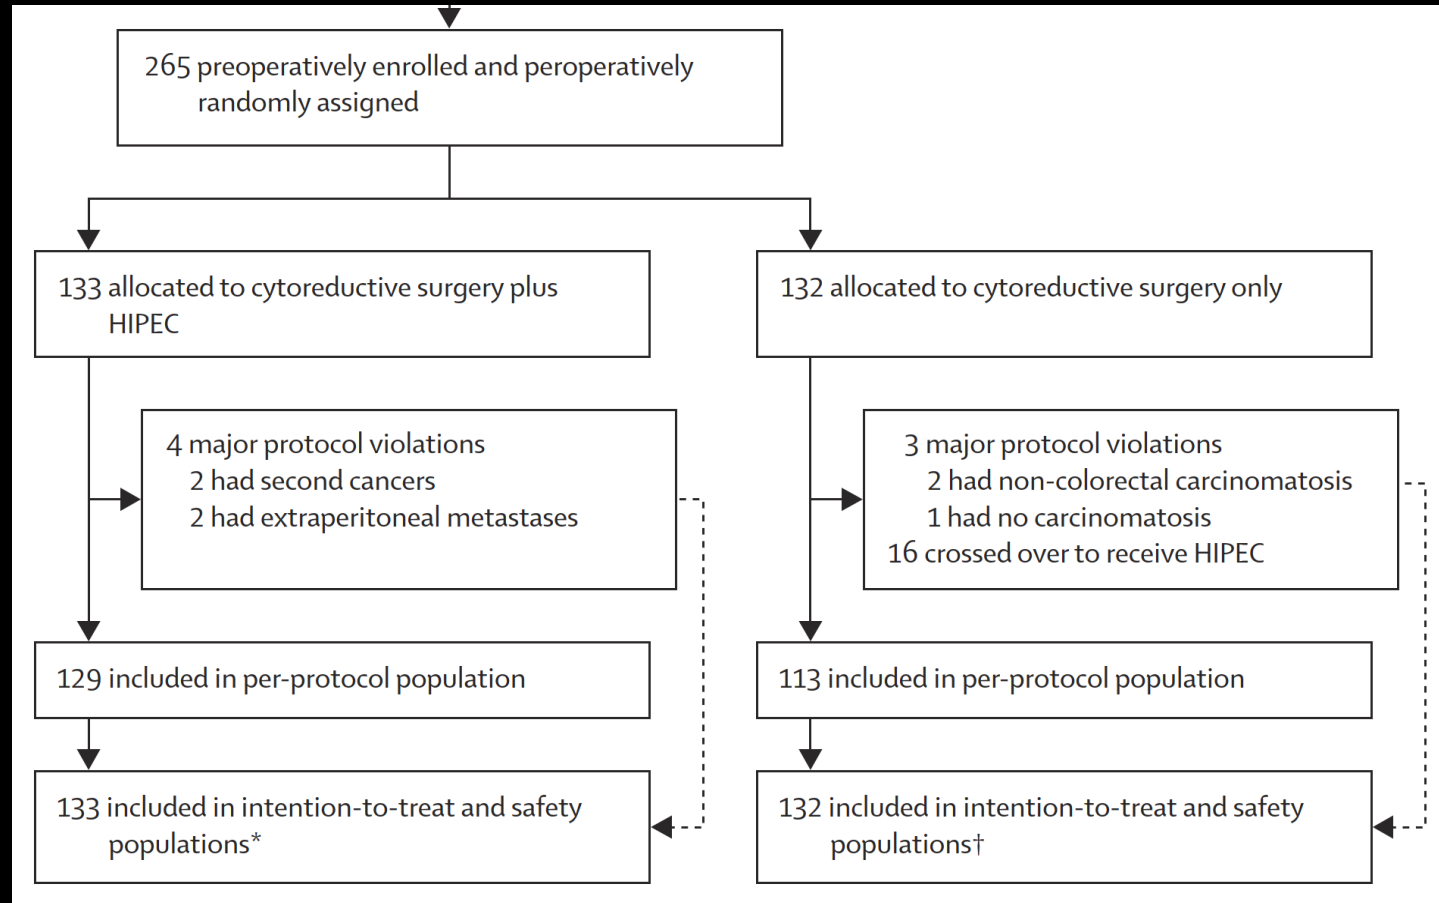 265 preoperatively enrolled and peroperatively
randomly assigned
133 allocated to cytoreductive surgery plus
HIPEC
132 allocated to cytoreductive surgery only
4 major protocol violations
2 had second cancers
2 had extraperitoneal metastases
3 major protocol violations
2 had non-colorectal carcinomatosis
1 had no carcinomatosis
16 crossed over to receive HIPEC
129 included in per-protocol population
113 included in per-protocol population
133 included in intention-to-treat and safety
populations*
132 included in intention-to-treat and safety
populations†